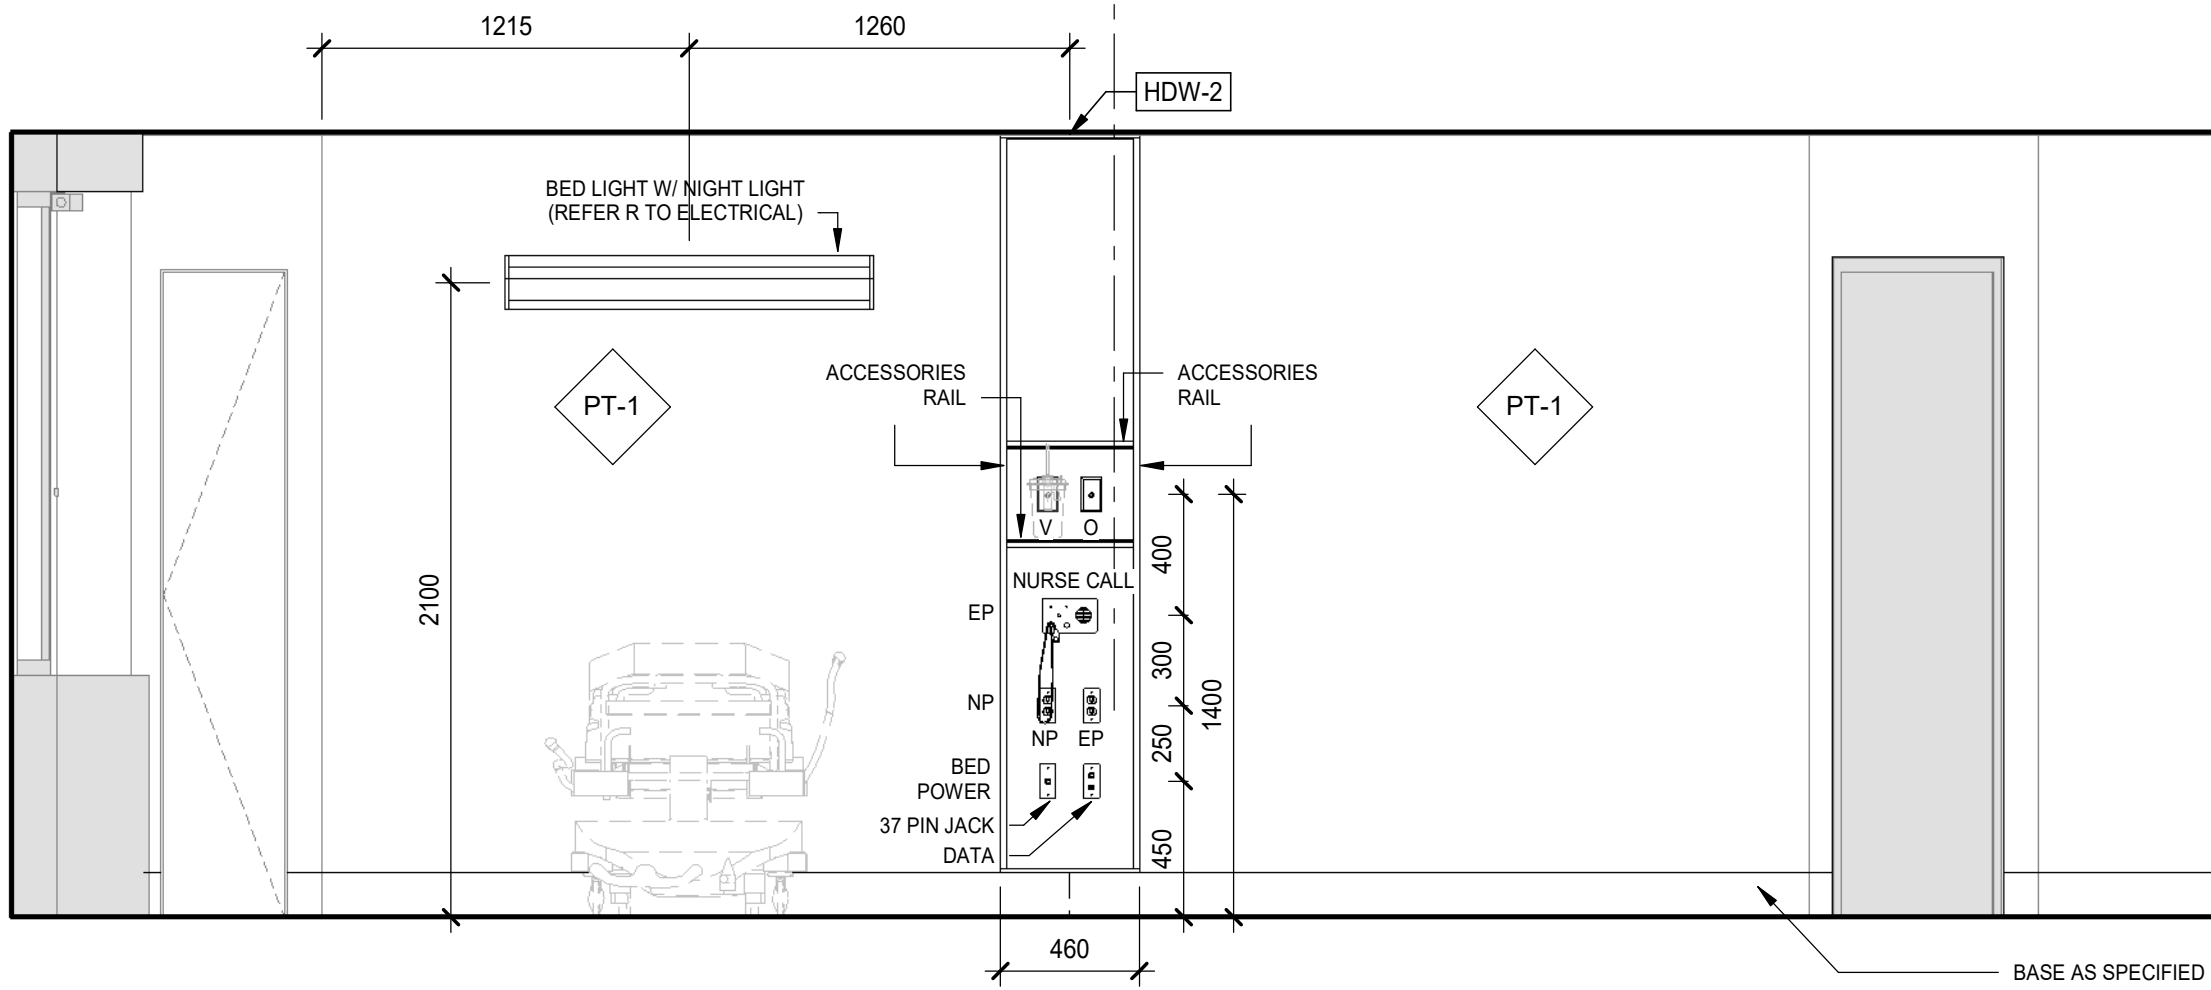 1215
1260
HDW-2
BED LIGHT W/ NIGHT LIGHT
(REFER R TO ELECTRICAL)
ACCESSORIES
RAIL
ACCESSORIES
RAIL
PT-1
PT-1
V O
400
NURSE CALL
2100
EP
300
NP
1400
NP EP
250
BED
POWER
37 PIN JACK
DATA
450
460
BASE AS SPECIFIED